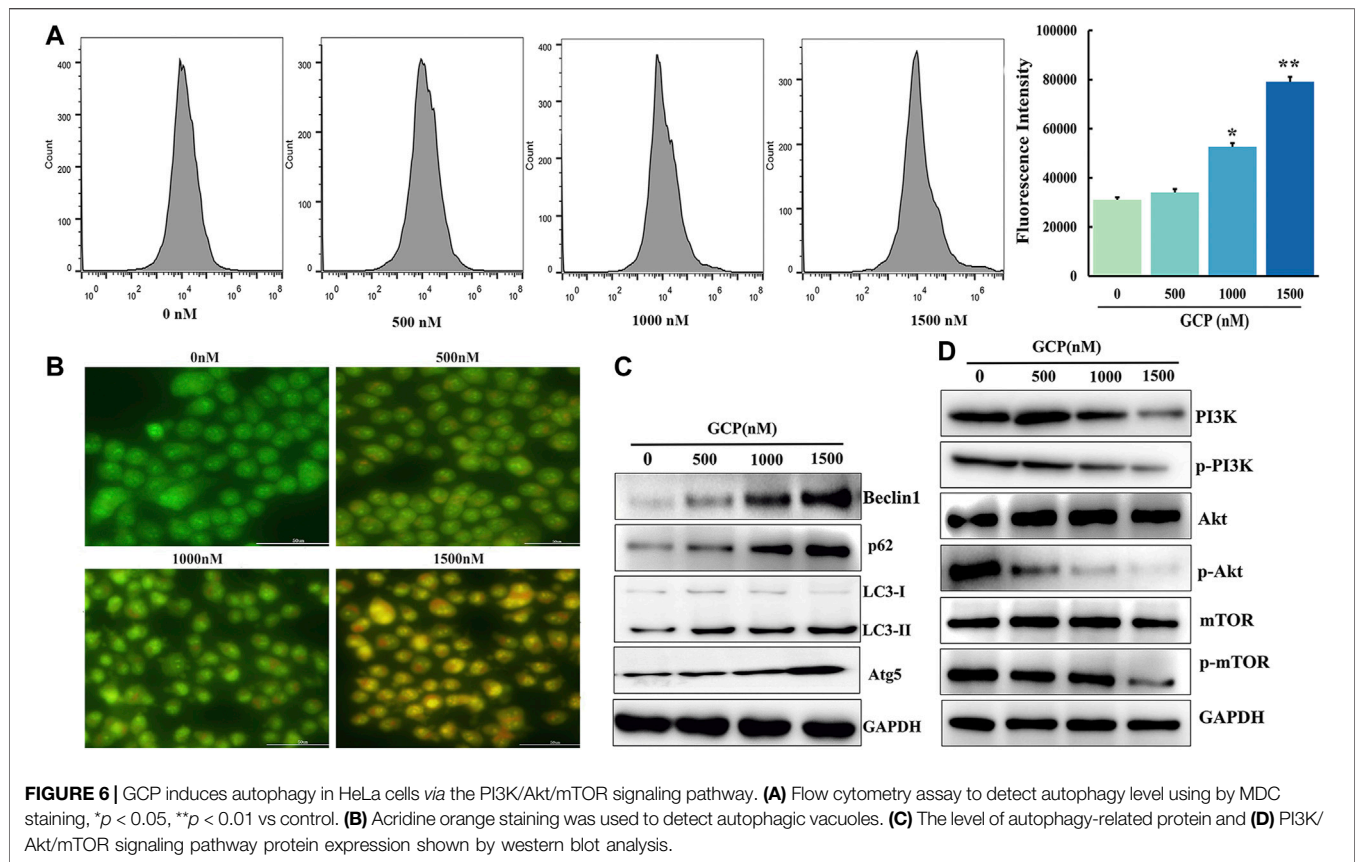 A
Count
400
300
200
100
0
10^0 10^2 10^4 10^6 10^8
0 nM
Count
300
200
100
0
10^0 10^2 10^4 10^6 10^8
500 nM
Count
400
300
200
100
0
10^0 10^2 10^4 10^6 10^8
1000 nM
Count
300
200
100
0
10^0 10^2 10^4 10^6
1500 nM
Fluorescence Intensity
100000
80000
60000
40000
20000
0
*
**
0 500 1000 1500
GCP (nM)
B
0nM
500nM
1000nM
1500nM
C
GCP(nM)
0 500 1000 1500
Beclin1
p62
LC3-I
LC3-II
Atg5
GAPDH
D
GCP(nM)
0 500 1000 1500
PI3K
p-PI3K
Akt
p-Akt
mTOR
p-mTOR
GAPDH
FIGURE 6 | GCP induces autophagy in HeLa cells via the PI3K/Akt/mTOR signaling pathway. (A) Flow cytometry assay to detect autophagy level using by MDC
staining, *p < 0.05, **p < 0.01 vs control. (B) Acridine orange staining was used to detect autophagic vacuoles. (C) The level of autophagy-related protein and (D) PI3K/
Akt/mTOR signaling pathway protein expression shown by western blot analysis.